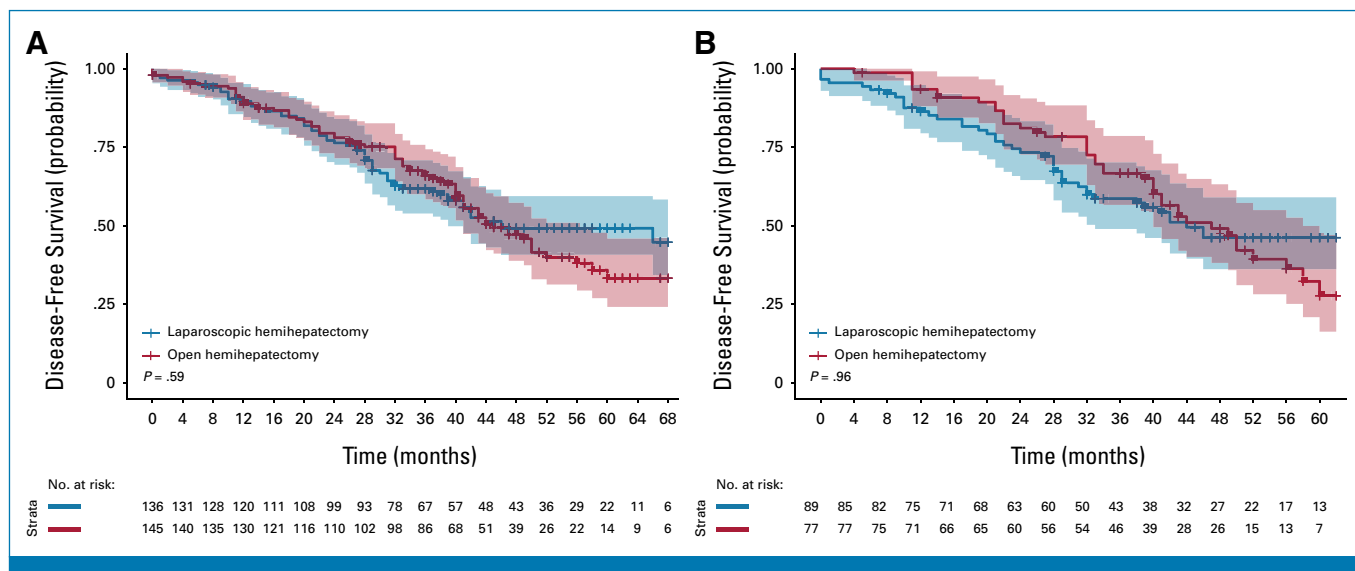 A
Disease-Free Survival (probability)
1.00
.75
.50
.25
0
Laparoscopic hemihepatectomy
Open hemihepatectomy
P = .59
0 4 8 12 16 20 24 28 32 36 40 44 48 52 56 60 64 68
Time (months)
No. at risk:
Strata
136 131 128 120 111 108 99 93 78 67 57 48 43 36 29 22 11 6
145 140 135 130 121 116 110 102 98 86 68 51 39 26 22 14 9 6
B
Disease-Free Survival (probability)
1.00
.75
.50
.25
0
Laparoscopic hemihepatectomy
Open hemihepatectomy
P = .96
0 4 8 12 16 20 24 28 32 36 40 44 48 52 56 60
Time (months)
No. at risk:
Strata
89 85 82 75 71 68 63 60 50 43 38 32 27 22 17 13
77 77 75 71 66 65 60 56 54 46 39 28 26 15 13 7